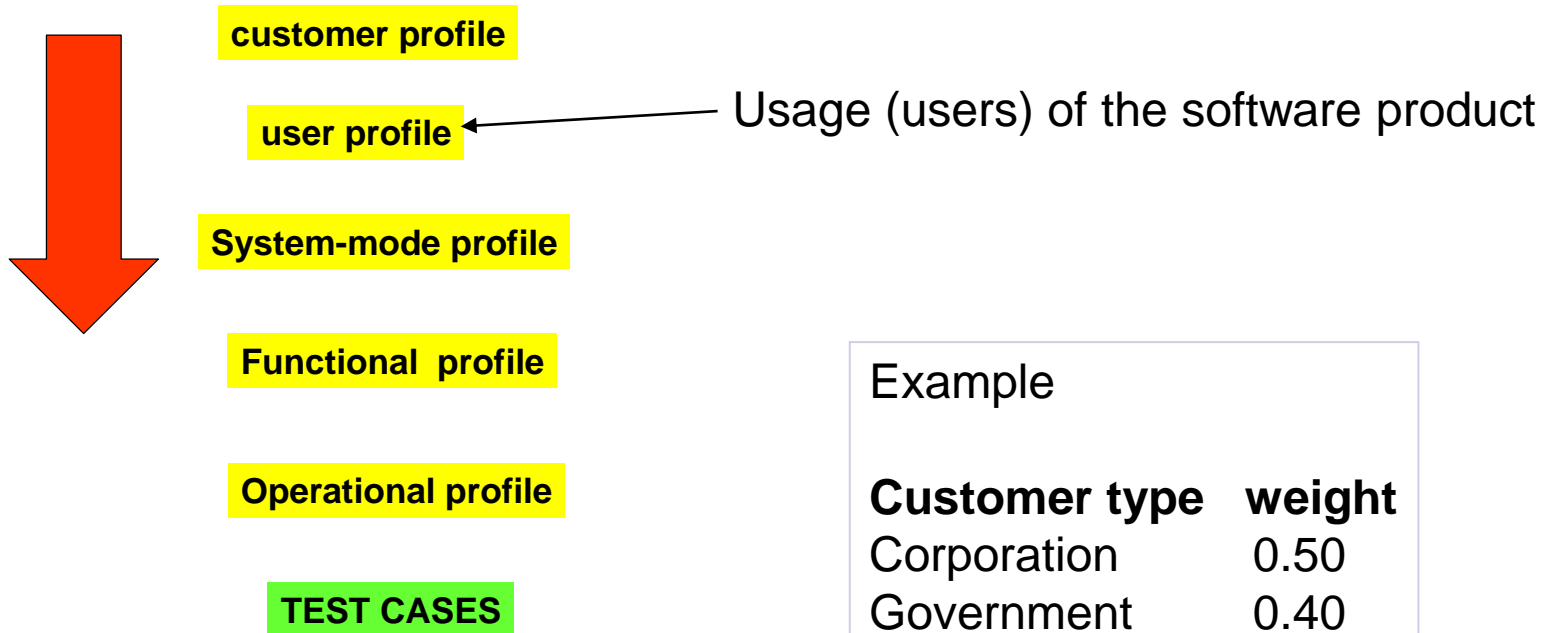 customer profile
user profile
Usage (users) of the software product
System-mode profile
Functional profile
Operational profile
TEST CASES
Example
Customer type weight
Corporation 0.50
Government 0.40